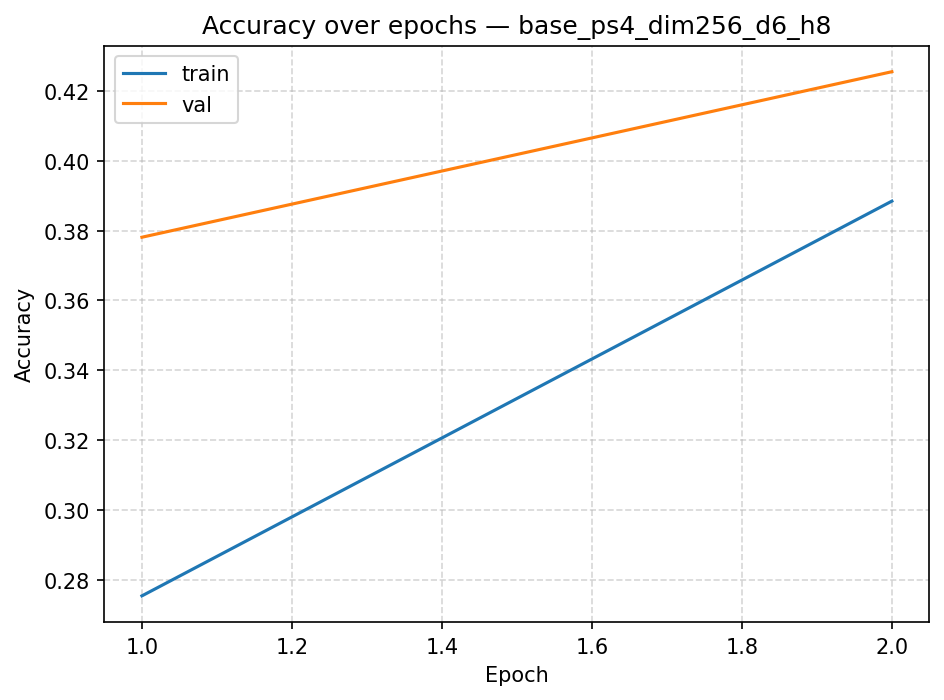 Accuracy over epochs — base_ps4_dim256_d6_h8
train
val
Accuracy
0.42
0.40
0.38
0.36
0.34
0.32
0.30
0.28
1.0 1.2 1.4 1.6 1.8 2.0
Epoch